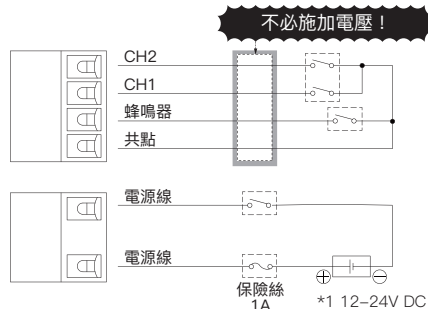 不必施加電壓！
CH2
CH1
蜂鳴器
共點
電源線
電源線
保險絲
1A
⊕ ⊖
*1 12–24V DC